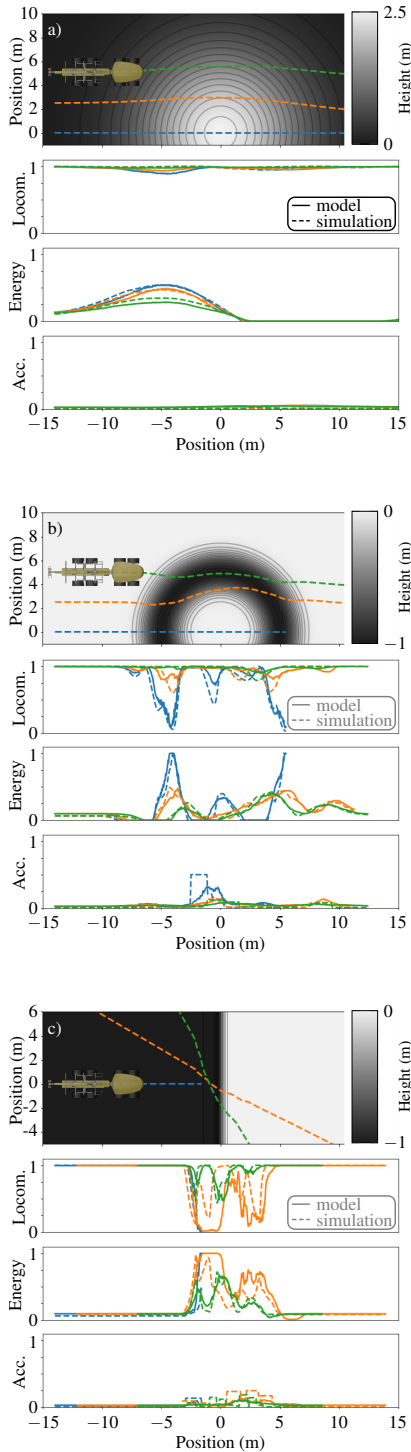 a)
Position (m)
10
8
6
4
2
0
2.5
Height (m)
0
Locom.
1
0
model
simulation
Energy
1
0
Acc.
1
0
−15 −10 −5 0 5 10 15
Position (m)
b)
Position (m)
10
8
6
4
2
0
0
Height (m)
−1
Locom.
1
0
model
simulation
Energy
1
0
Acc.
1
0
−15 −10 −5 0 5 10 15
Position (m)
c)
Position (m)
6
4
2
0
-2
-4
0
Height (m)
−1
Locom.
1
0
model
simulation
Energy
1
0
Acc.
1
0
−15 −10 −5 0 5 10 15
Position (m)